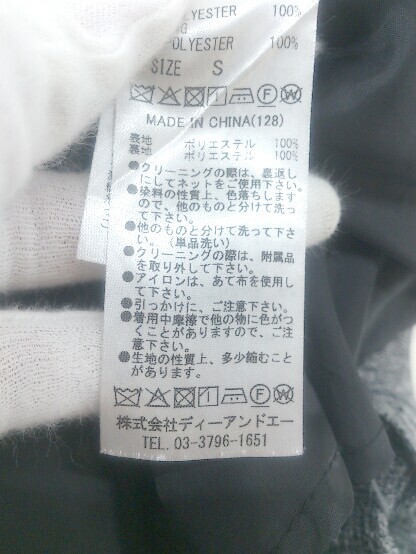 LYESTER 100%
NG
OLYESTER 100%
SIZE S
MADE IN CHINA(128)
表地 ポリエステル 100%
裏地 ポリエステル 100%
●クリーニングの際は、裏返し
にしてネットをご使用下さい。
●染料の性質上、色落ちします
ので、他のものと分けて洗っ
て下さい。
●他のものと分けて洗って下さ
い。（単品洗い）
●クリーニングの際は、附属品
を取り外して下さい。
●アイロンは、あて布を使用し
て下さい。
●引っかけに、ご注意下さい。
●着用中摩擦で他の物に色がつ
くことがありますので、ご注
意下さい。
●生地の性質上、多少縮むこと
があります。
株式会社ディーアンドエー
TEL. 03-3796-1651